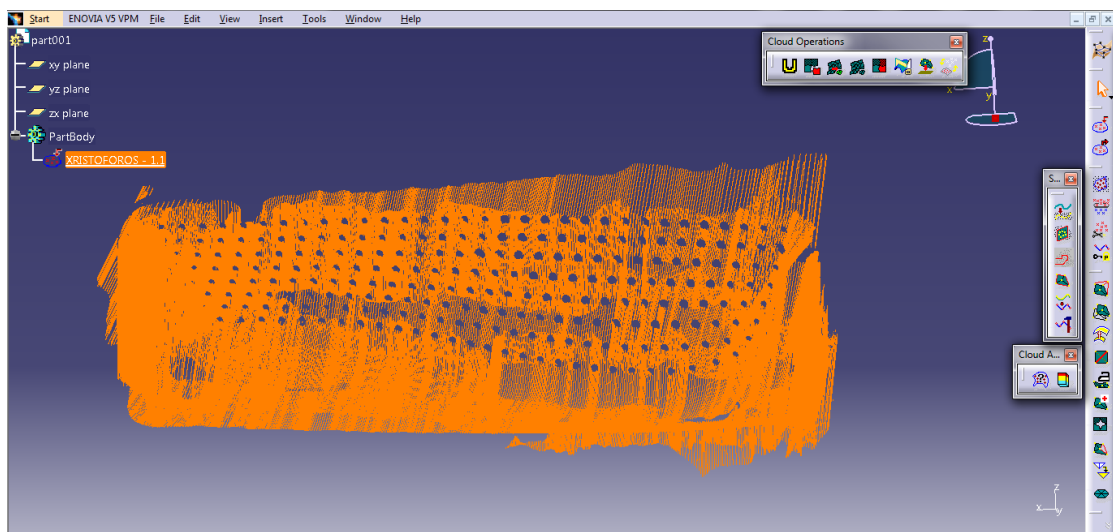 Start ENOVIA V5 VPM File Edit View Insert Tools Window Help
part001
xy plane
yz plane
zx plane
PartBody
XRISTOFOROS - 1.1
Cloud Operations
z
x
y
S...
Cloud A...
z
x
y